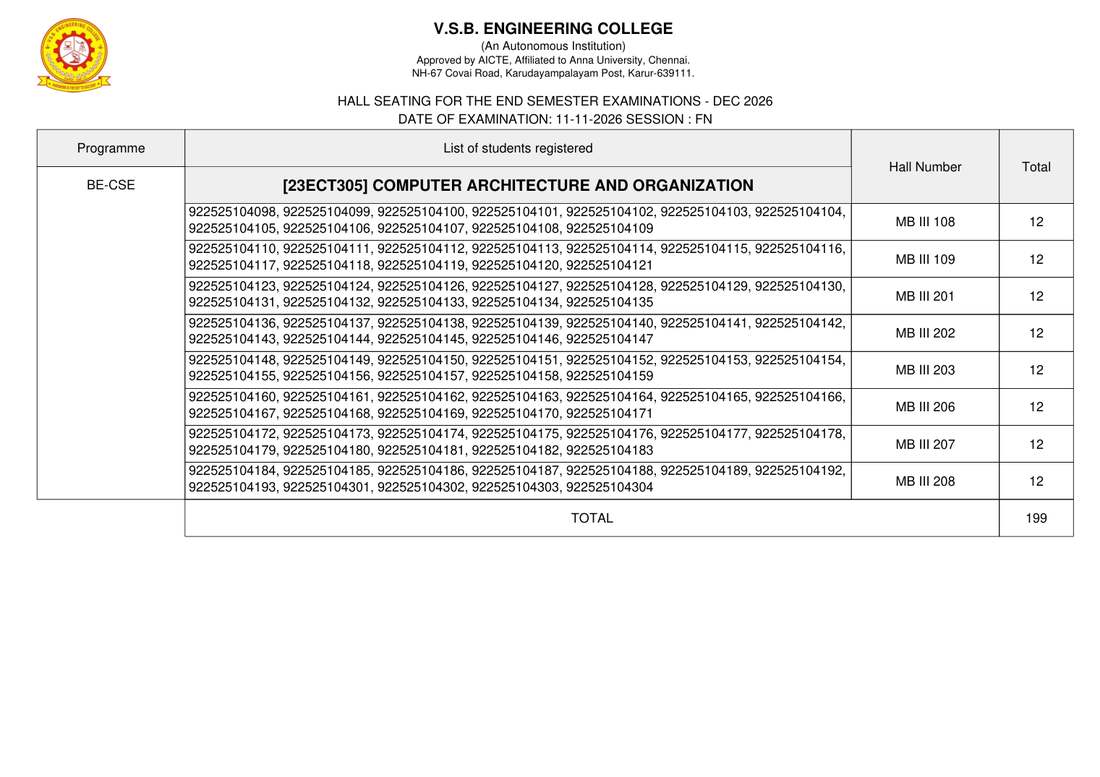 V.S.B. ENGINEERING COLLEGE
(An Autonomous Institution)
Approved by AICTE, Affiliated to Anna University, Chennai.
NH-67 Covai Road, Karudayampalayam Post, Karur-639111.
HALL SEATING FOR THE END SEMESTER EXAMINATIONS - DEC 2026
DATE OF EXAMINATION: 11-11-2026 SESSION : FN
Programme
List of students registered
Hall Number
Total
BE-CSE
[23ECT305] COMPUTER ARCHITECTURE AND ORGANIZATION
922525104098, 922525104099, 922525104100, 922525104101, 922525104102, 922525104103, 922525104104,
922525104105, 922525104106, 922525104107, 922525104108, 922525104109
MB III 108
12
922525104110, 922525104111, 922525104112, 922525104113, 922525104114, 922525104115, 922525104116,
922525104117, 922525104118, 922525104119, 922525104120, 922525104121
MB III 109
12
922525104123, 922525104124, 922525104126, 922525104127, 922525104128, 922525104129, 922525104130,
922525104131, 922525104132, 922525104133, 922525104134, 922525104135
MB III 201
12
922525104136, 922525104137, 922525104138, 922525104139, 922525104140, 922525104141, 922525104142,
922525104143, 922525104144, 922525104145, 922525104146, 922525104147
MB III 202
12
922525104148, 922525104149, 922525104150, 922525104151, 922525104152, 922525104153, 922525104154,
922525104155, 922525104156, 922525104157, 922525104158, 922525104159
MB III 203
12
922525104160, 922525104161, 922525104162, 922525104163, 922525104164, 922525104165, 922525104166,
922525104167, 922525104168, 922525104169, 922525104170, 922525104171
MB III 206
12
922525104172, 922525104173, 922525104174, 922525104175, 922525104176, 922525104177, 922525104178,
922525104179, 922525104180, 922525104181, 922525104182, 922525104183
MB III 207
12
922525104184, 922525104185, 922525104186, 922525104187, 922525104188, 922525104189, 922525104192,
922525104193, 922525104301, 922525104302, 922525104303, 922525104304
MB III 208
12
TOTAL
199